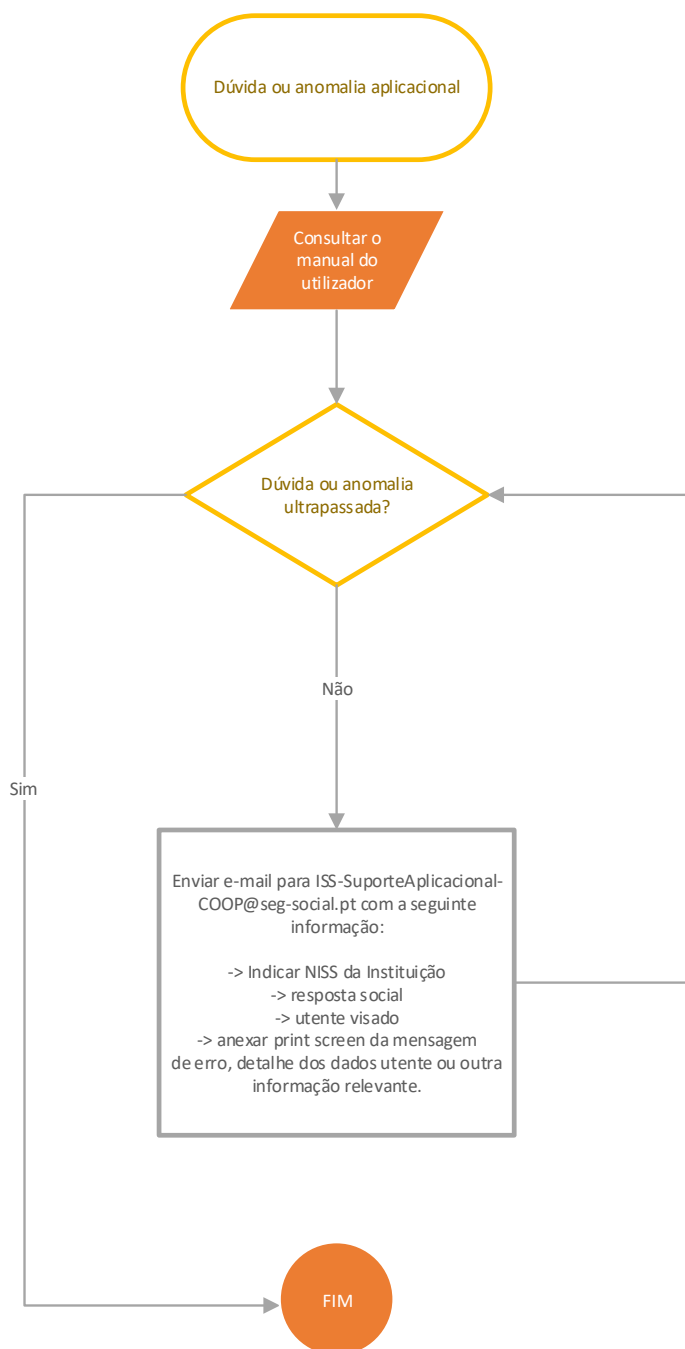 Dúvida ou anomalia aplicacional
Consultar o
manual do
utilizador
Dúvida ou anomalia
ultrapassada?
Não
Sim
Enviar e-mail para ISS-SuporteAplicacional-
COOP@seg-social.pt com a seguinte
informação:
-> Indicar NISS da Instituição
-> resposta social
-> utente visado
-> anexar print screen da mensagem
de erro, detalhe dos dados utente ou outra
informação relevante.
FIM